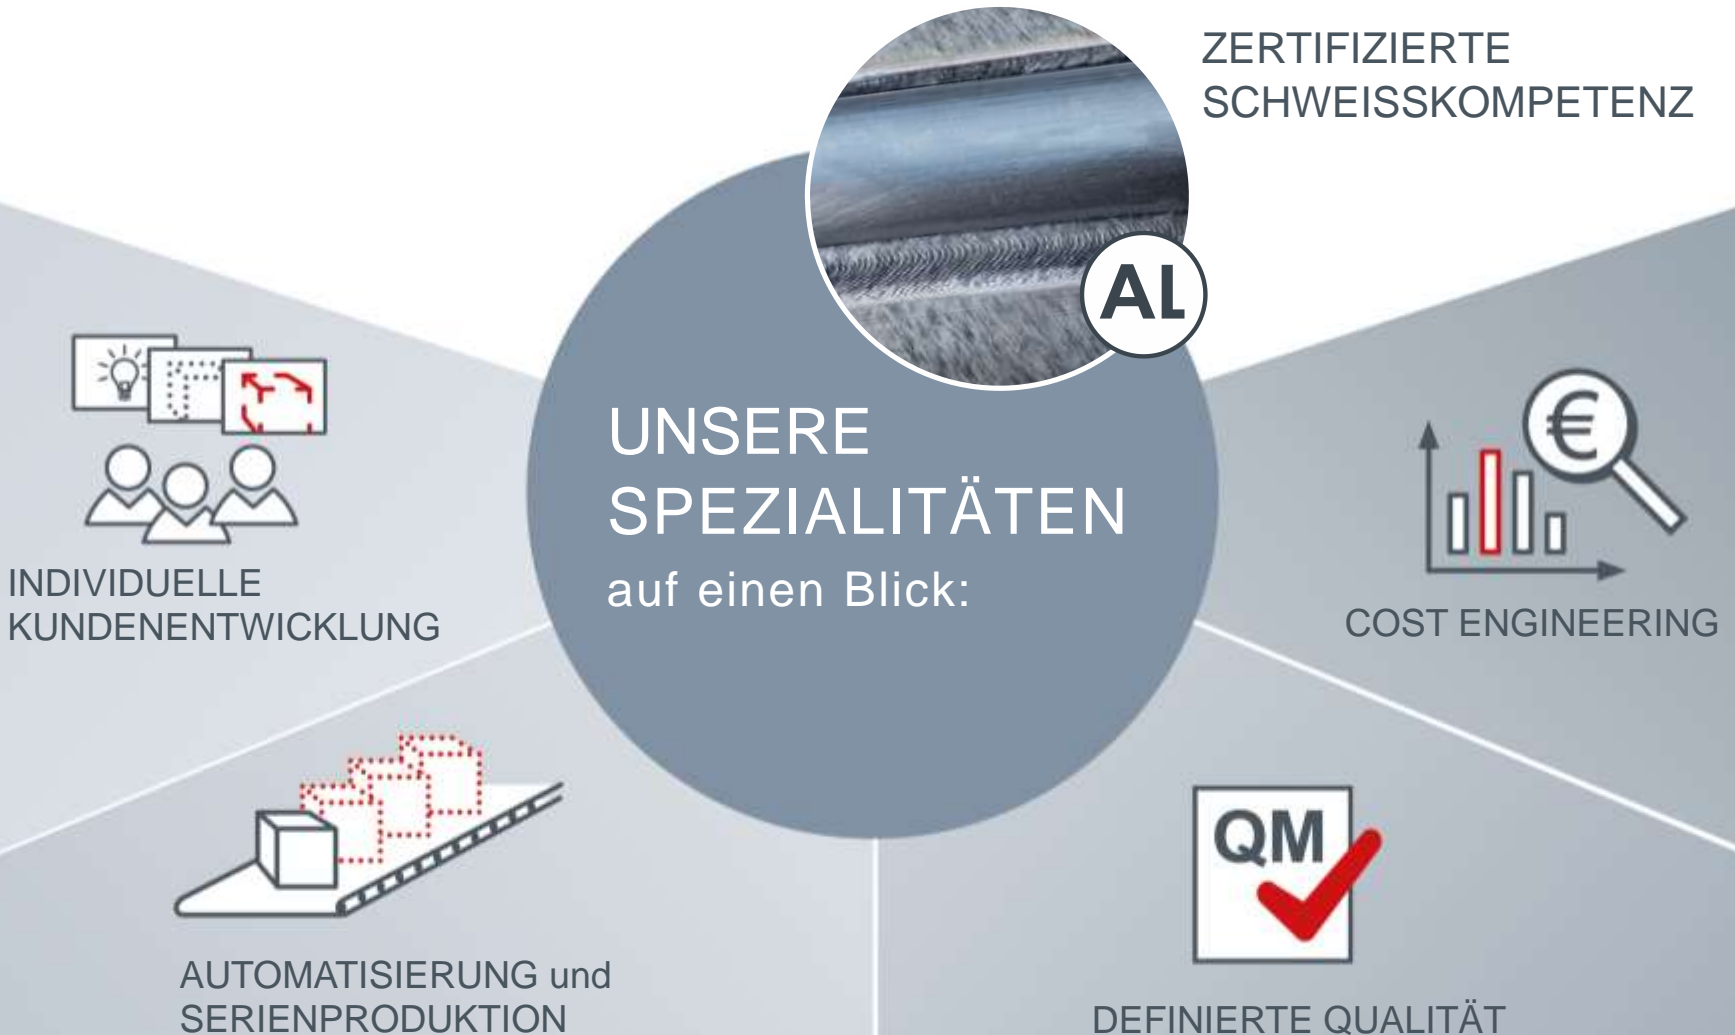 ZERTIFIZIERTE
SCHWEISSKOMPETENZ
AL
UNSERE
SPEZIALITÄTEN
auf einen Blick:
INDIVIDUELLE
KUNDENENTWICKLUNG
€
COST ENGINEERING
AUTOMATISIERUNG und
SERIENPRODUKTION
QM
DEFINIERTE QUALITÄT